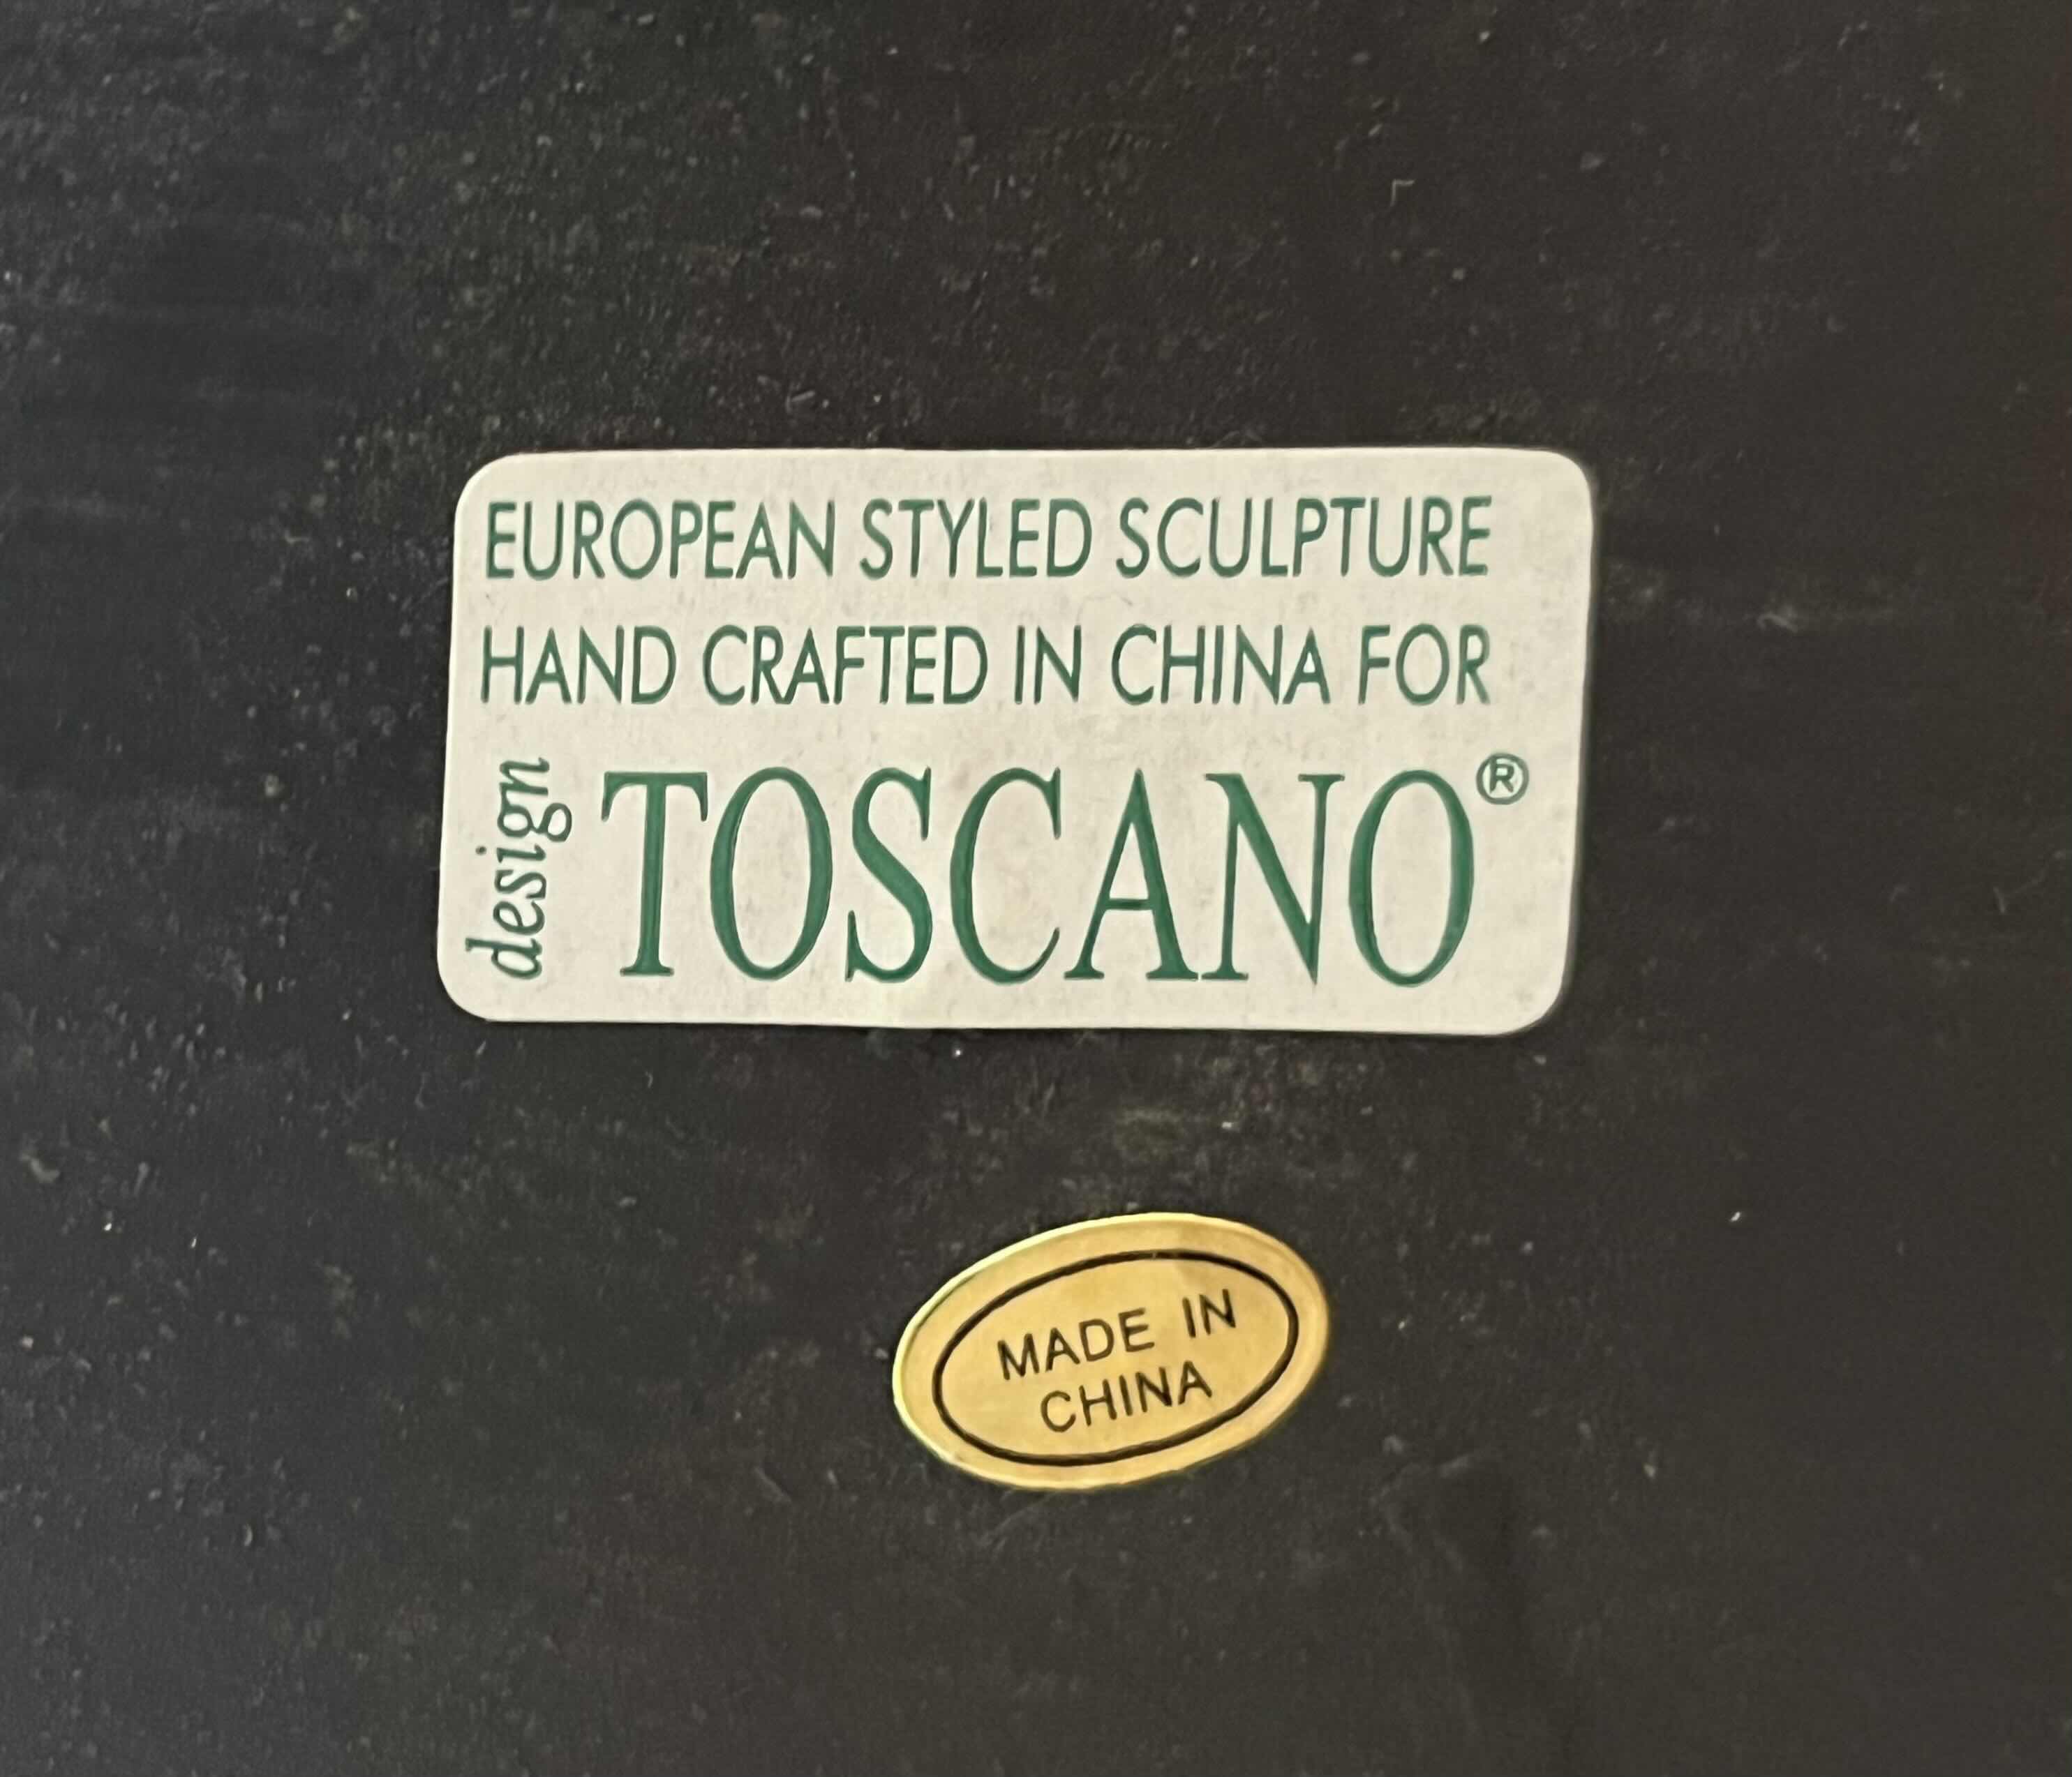 EUROPEAN STYLED SCULPTURE
HAND CRAFTED IN CHINA FOR
design TOSCANO®
MADE IN
CHINA